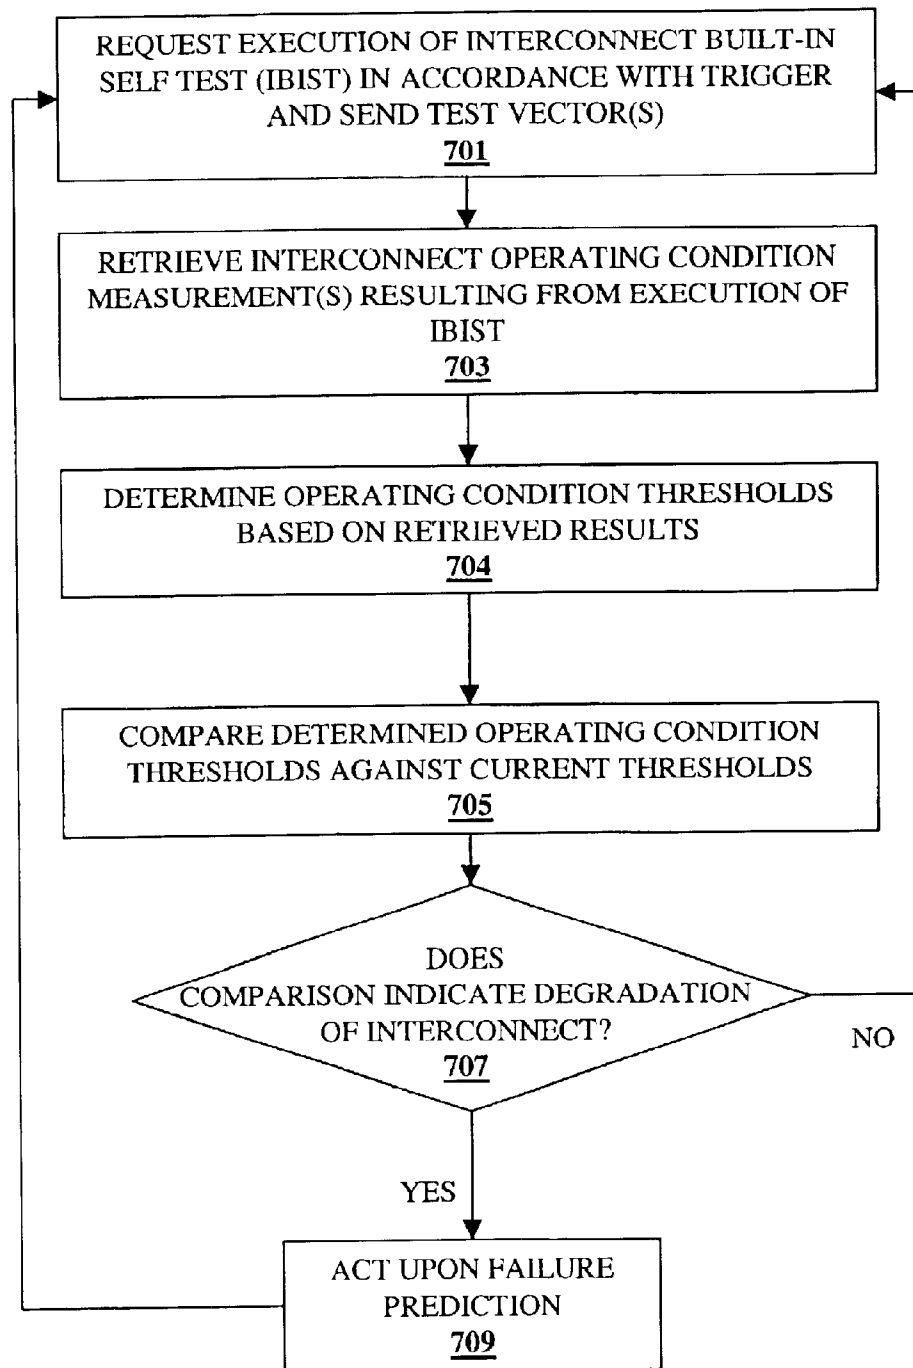 REQUEST EXECUTION OF INTERCONNECT BUILT-IN
SELF TEST (IBIST) IN ACCORDANCE WITH TRIGGER
AND SEND TEST VECTOR(S)
701
RETRIEVE INTERCONNECT OPERATING CONDITION
MEASUREMENT(S) RESULTING FROM EXECUTION OF
IBIST
703
DETERMINE OPERATING CONDITION THRESHOLDS
BASED ON RETRIEVED RESULTS
704
COMPARE DETERMINED OPERATING CONDITION
THRESHOLDS AGAINST CURRENT THRESHOLDS
705
DOES
COMPARISON INDICATE DEGRADATION
OF INTERCONNECT?
707
NO
YES
ACT UPON FAILURE
PREDICTION
709